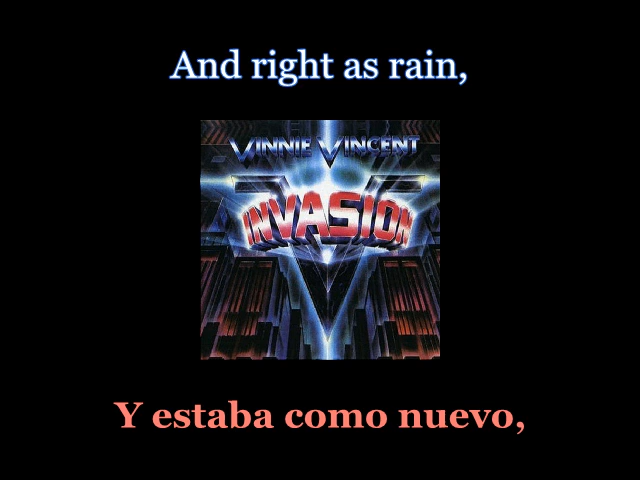 And right as rain,
VINNIE VINCENT
INVASION
Y estaba como nuevo,